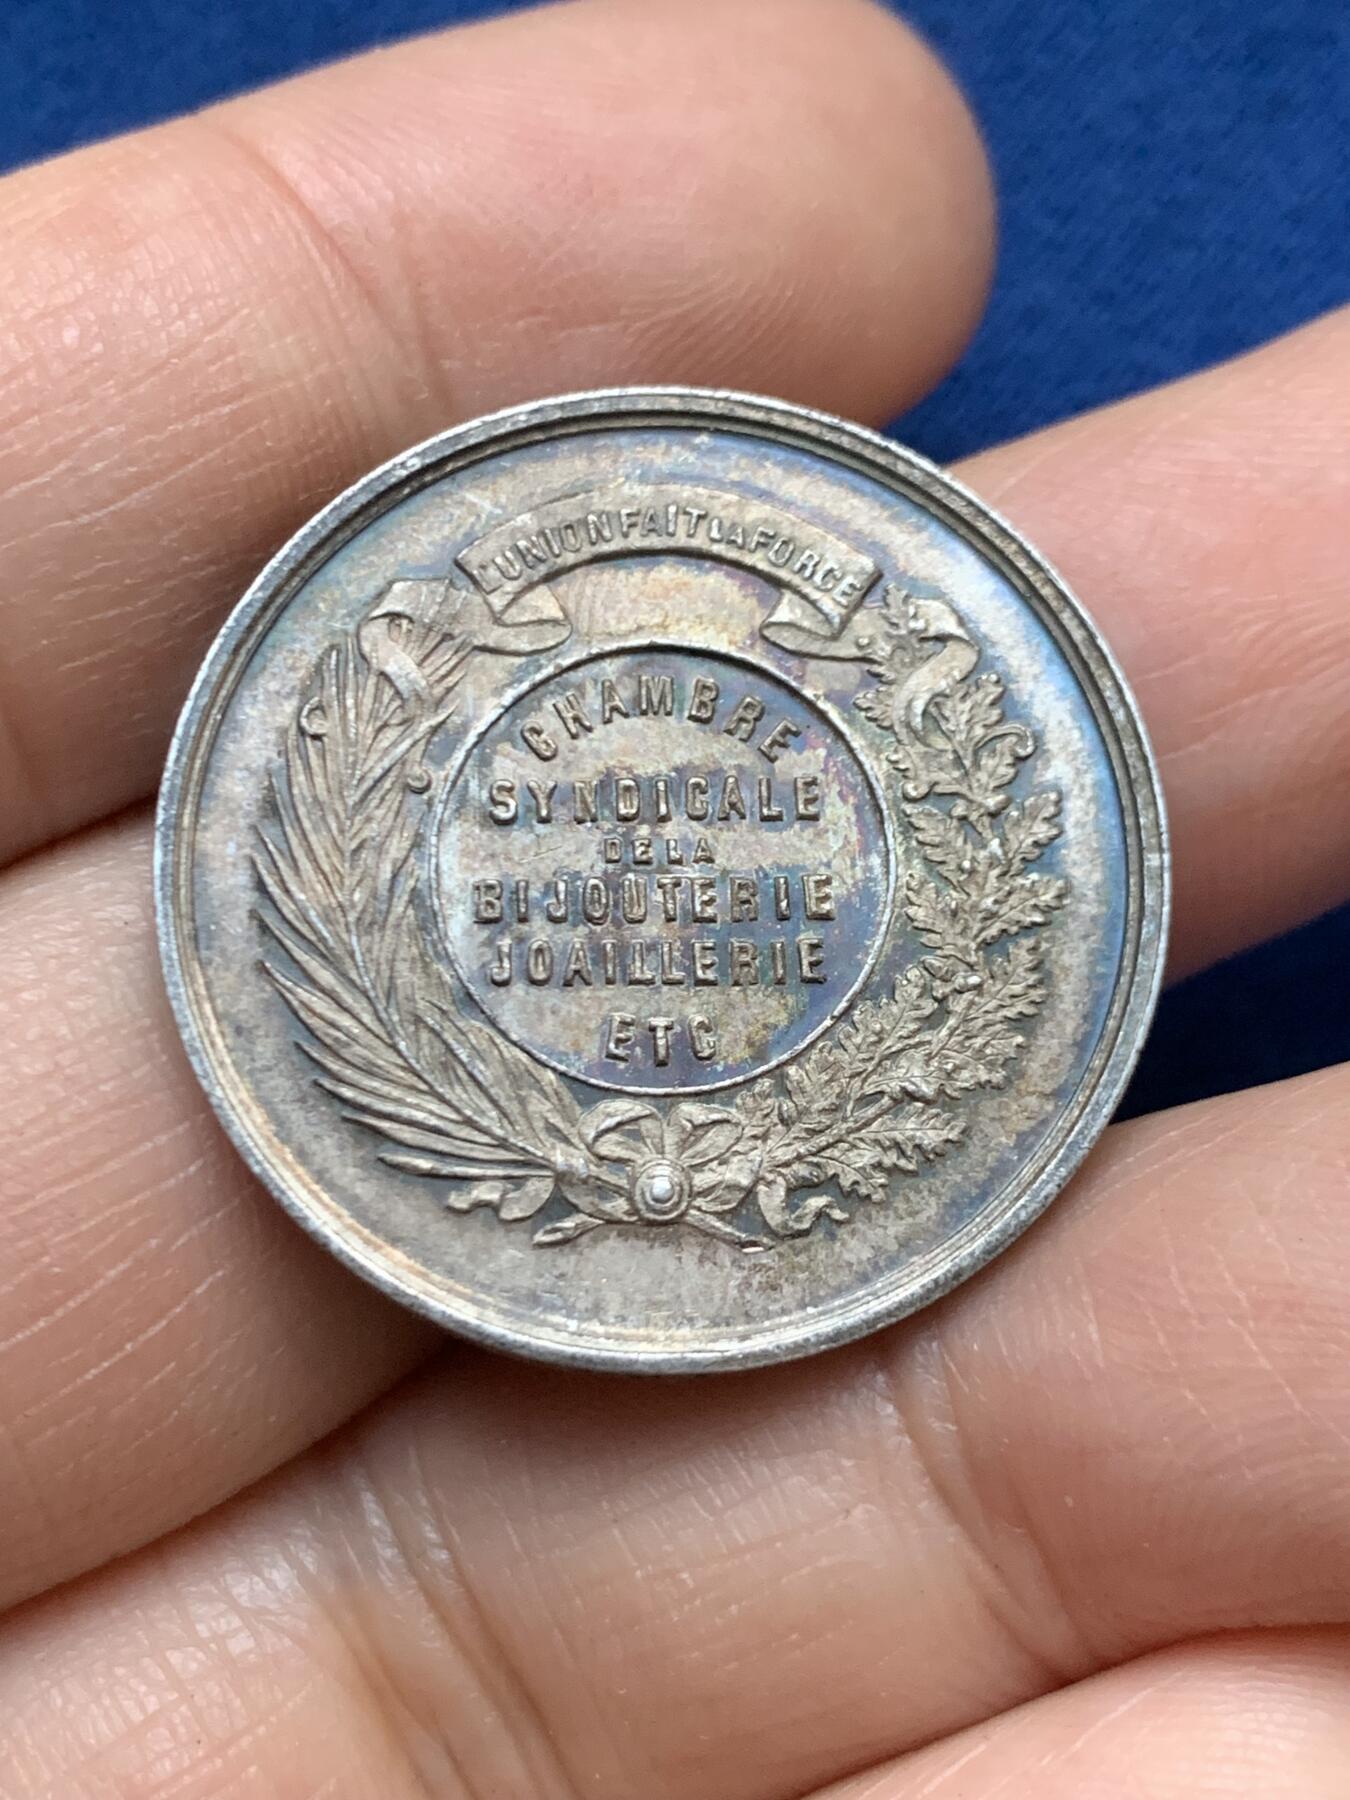 L'UNION FAIT LA FORCE
CHAMBRE
SYNDICALE
DE LA
BIJOUTERIE
JOAILLERIE
ETC